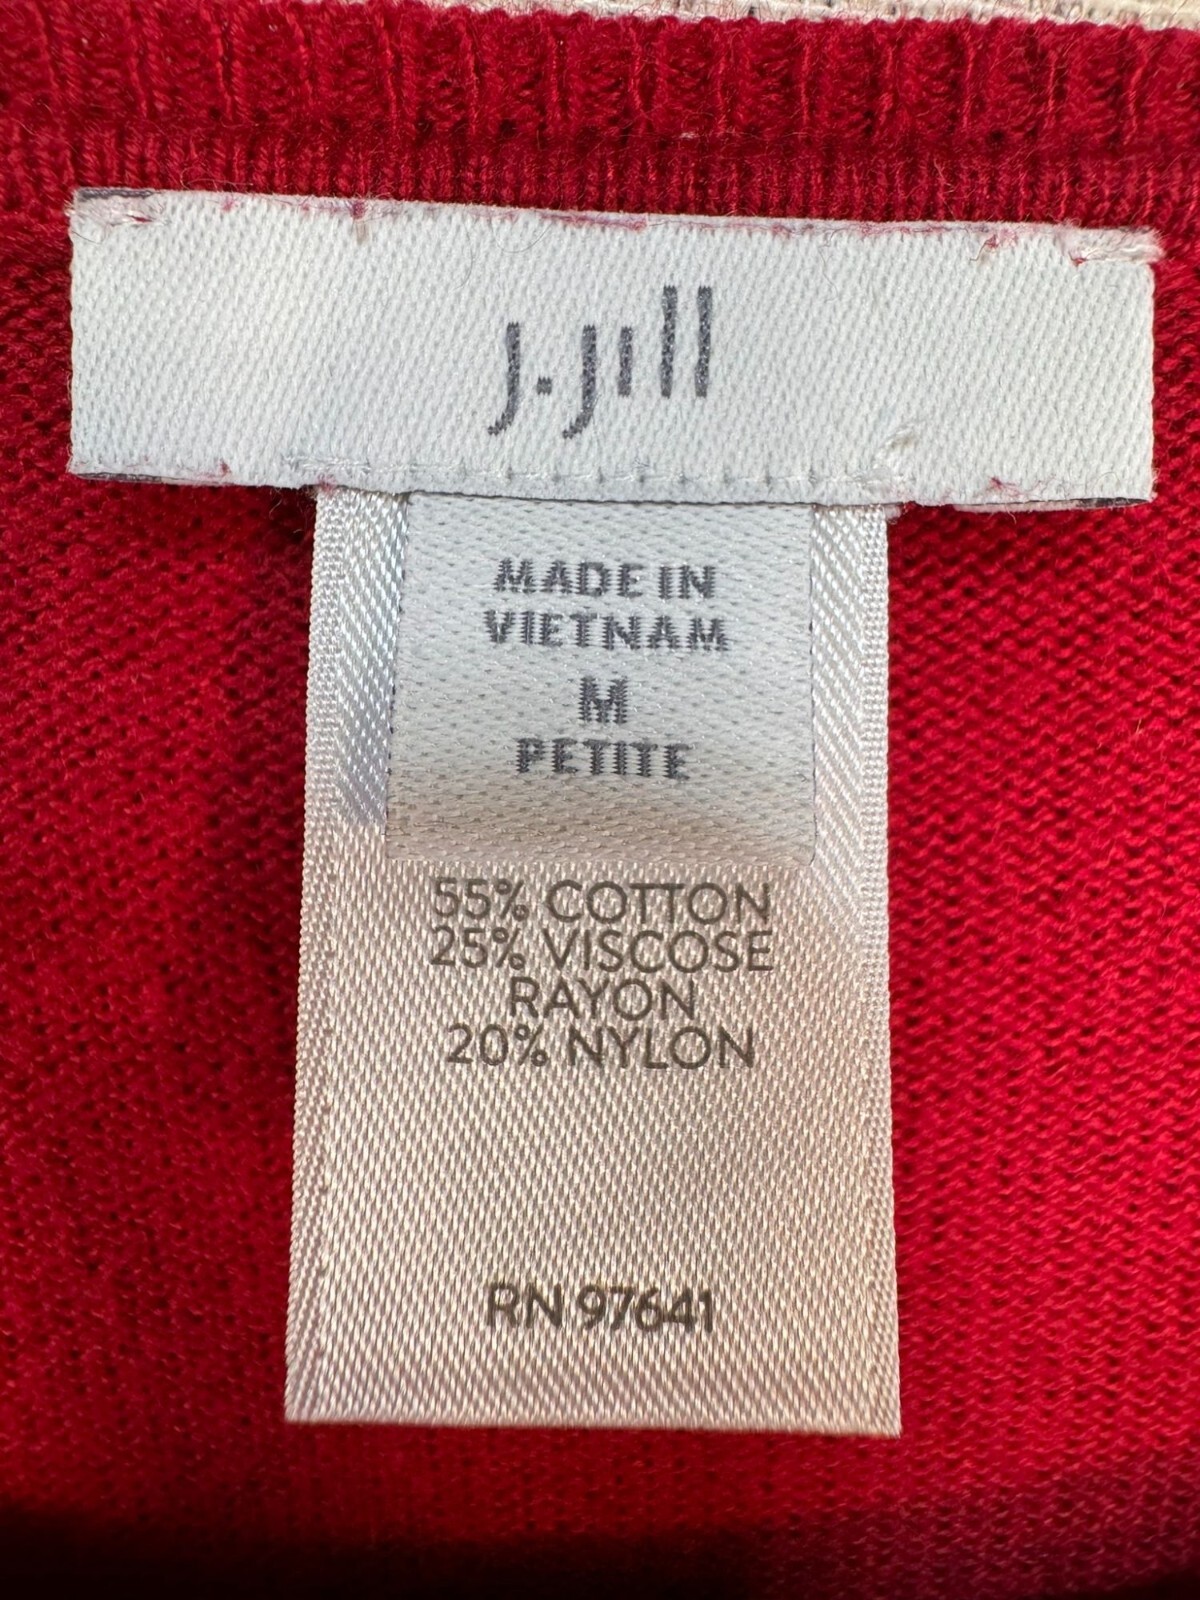 J.Jill
MADE IN
VIETNAM
M
PETITE
55% COTTON
25% VISCOSE
RAYON
20% NYLON
RN 97641